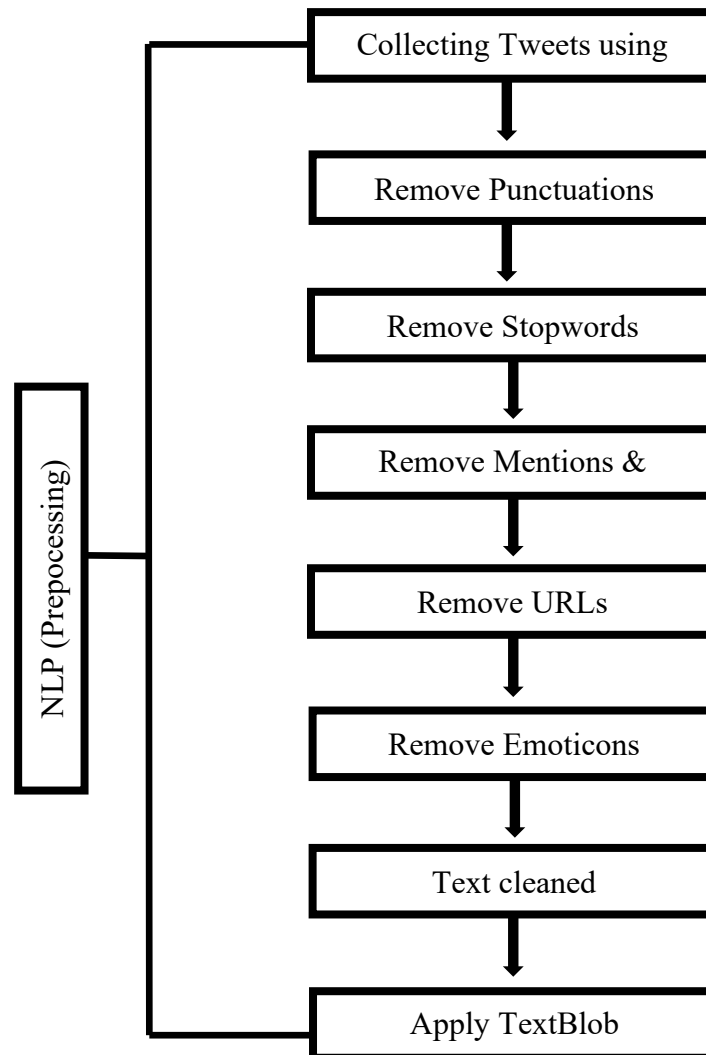 Collecting Tweets using
Remove Punctuations
Remove Stopwords
Remove Mentions &
Remove URLs
Remove Emoticons
Text cleaned
Apply TextBlob
NLP (Prepocessing)